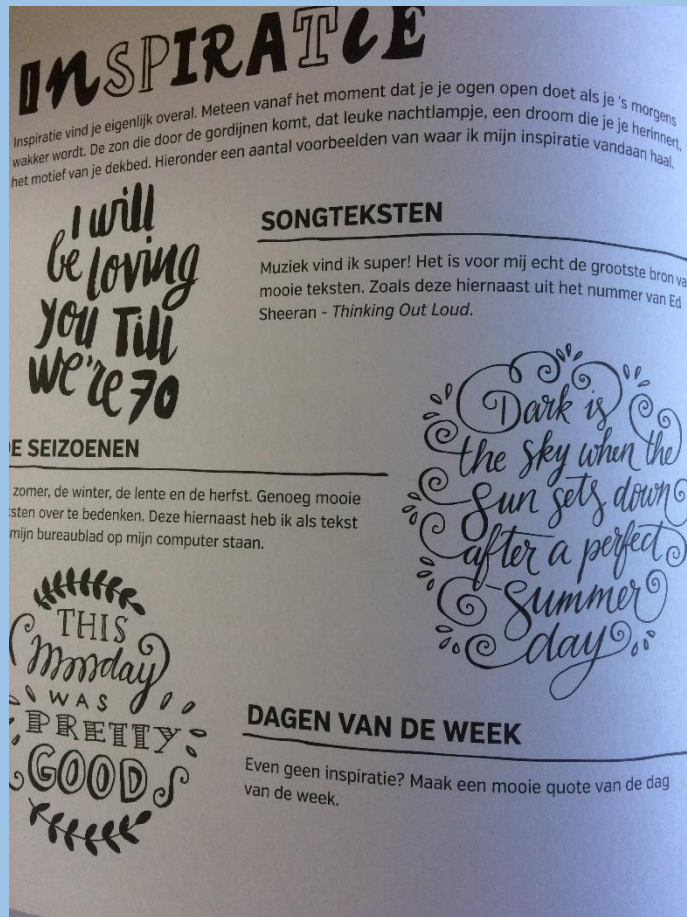 INSPIRATIE
Inspiratie vind je eigenlijk overal. Meteen vanaf het moment dat je je ogen open doet als je 's morgens
wakker wordt. De zon die door de gordijnen komt, dat leuke nachtlampje, een droom die je je herinnert,
het motief van je dekbed. Hieronder een aantal voorbeelden van waar ik mijn inspiratie vandaan haal.
I will
be loving
you Till
we're 70
SONGTEKSTEN
Muziek vind ik super! Het is voor mij echt de grootste bron va
mooie teksten. Zoals deze hiernaast uit het nummer van Ed
Sheeran - Thinking Out Loud.
E SEIZOENEN
zomer, de winter, de lente en de herfst. Genoeg mooie
ksten over te bedenken. Deze hiernaast heb ik als tekst
mijn bureaublad op mijn computer staan.
Dark is
the sky when the
Sun sets down
after a perfect
Summer
day
THIS
Monday
WAS
PRETTY
GOOD
DAGEN VAN DE WEEK
Even geen inspiratie? Maak een mooie quote van de dag
van de week.